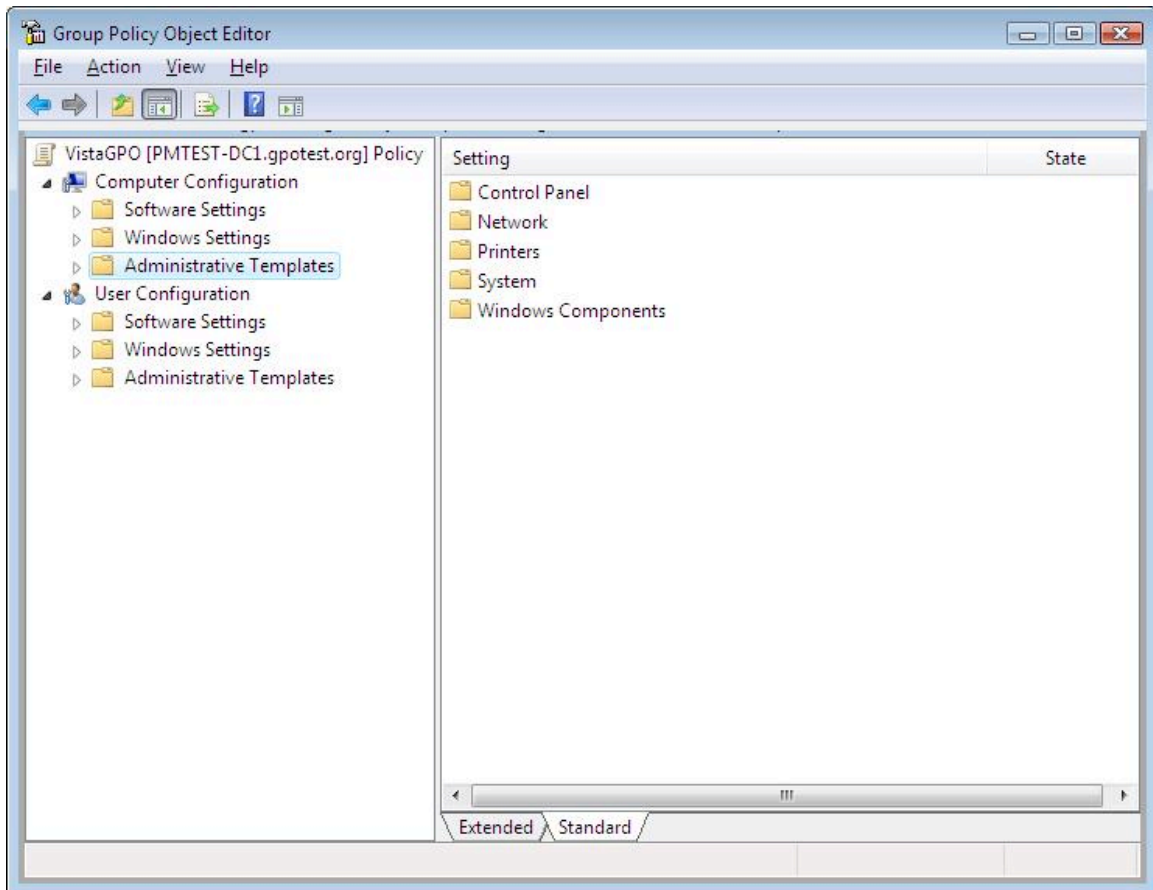 Group Policy Object Editor
File Action View Help
VistaGPO [PMTEST-DC1.gpotest.org] Policy
Computer Configuration
Software Settings
Windows Settings
Administrative Templates
User Configuration
Software Settings
Windows Settings
Administrative Templates
Setting State
Control Panel
Network
Printers
System
Windows Components
Extended Standard